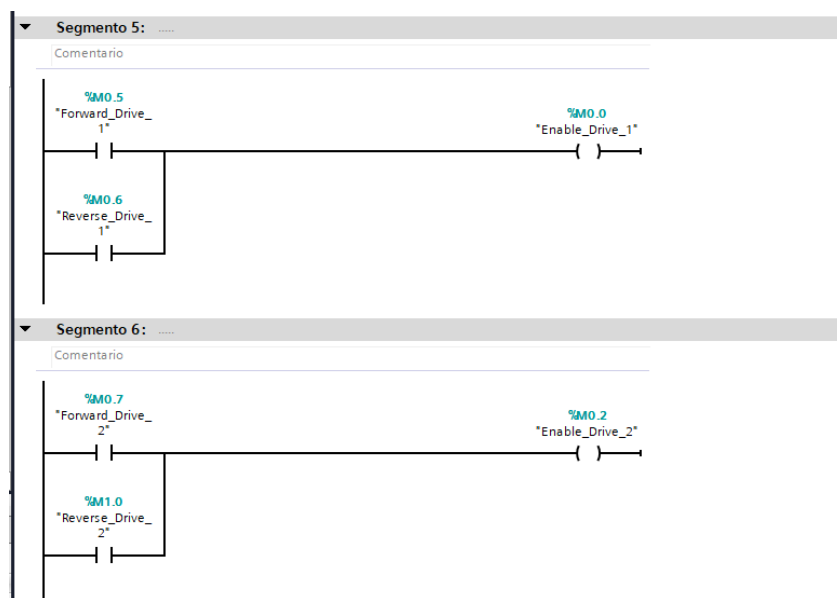 Segmento 5: .....
Comentario
%M0.5
"Forward_Drive_
1"
%M0.0
"Enable_Drive_1"
%M0.6
"Reverse_Drive_
1"
Segmento 6: .....
Comentario
%M0.7
"Forward_Drive_
2"
%M0.2
"Enable_Drive_2"
%M1.0
"Reverse_Drive_
2"